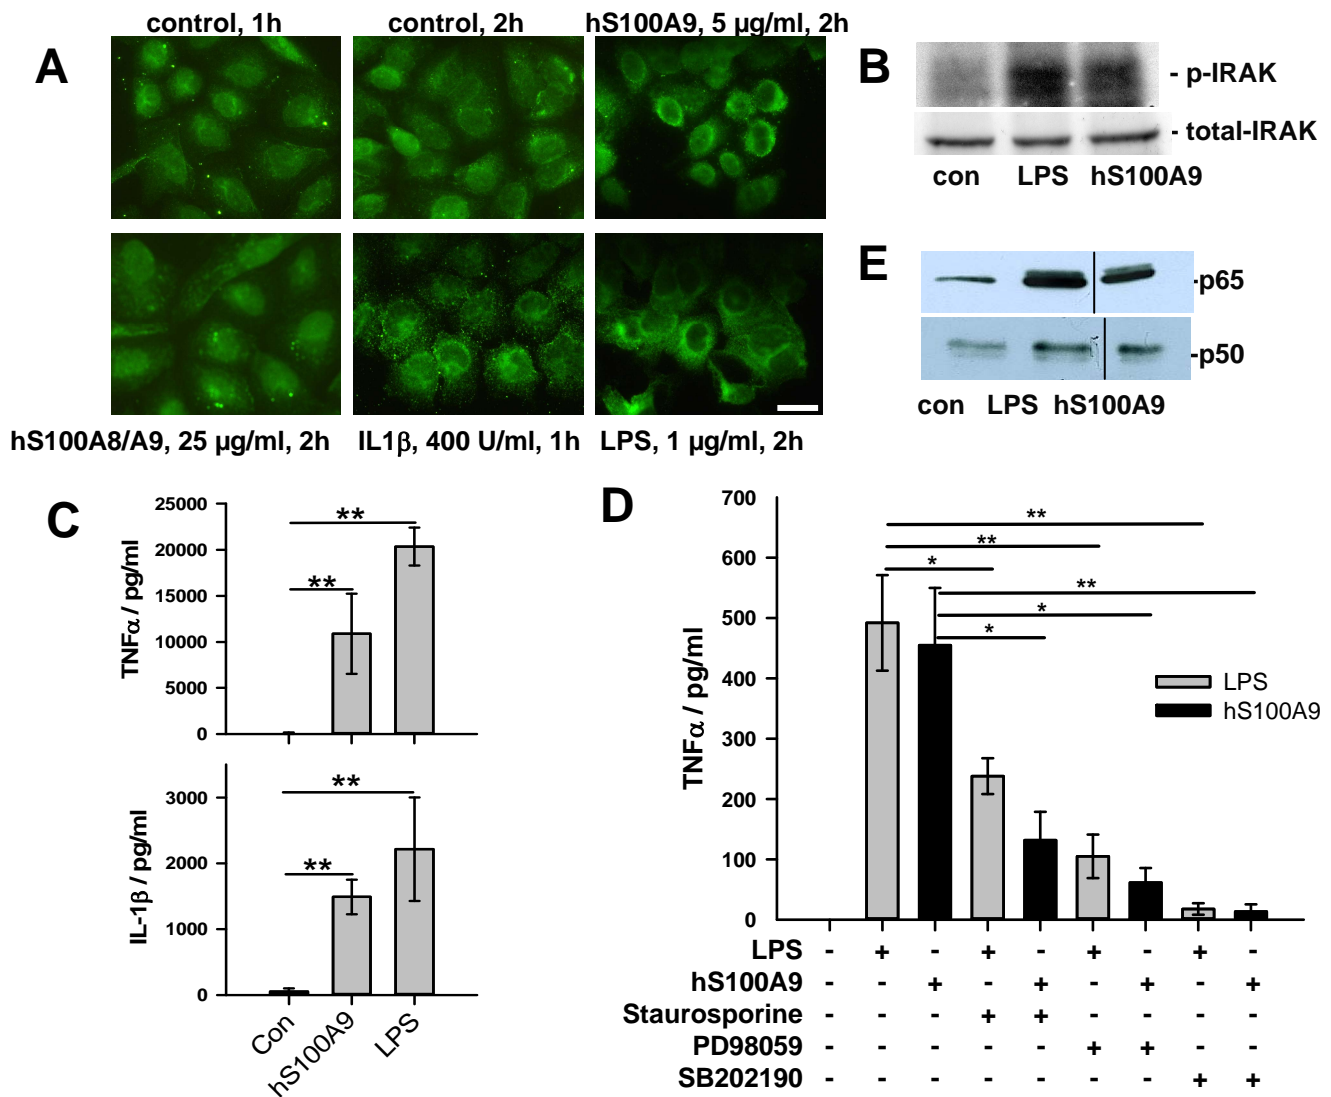 A
control, 1h
control, 2h
hS100A9, 5 µg/ml, 2h
hS100A8/A9, 25 µg/ml, 2h
IL1β, 400 U/ml, 1h
LPS, 1 µg/ml, 2h
B
- p-IRAK
- total-IRAK
con LPS hS100A9
E
-p65
-p50
con LPS hS100A9
C
TNFα / pg/ml
25000
20000
15000
10000
5000
0
**
**
IL-1β / pg/ml
3000
2000
1000
0
**
**
Con
hS100A9
LPS
D
TNFα / pg/ml
700
600
500
400
300
200
100
0
**
**
*
**
*
*
LPS
hS100A9
LPS - + - + - + - + -
hS100A9 - - + - + - + - +
Staurosporine - - - + + - - - -
PD98059 - - - - - + + - -
SB202190 - - - - - - - + +